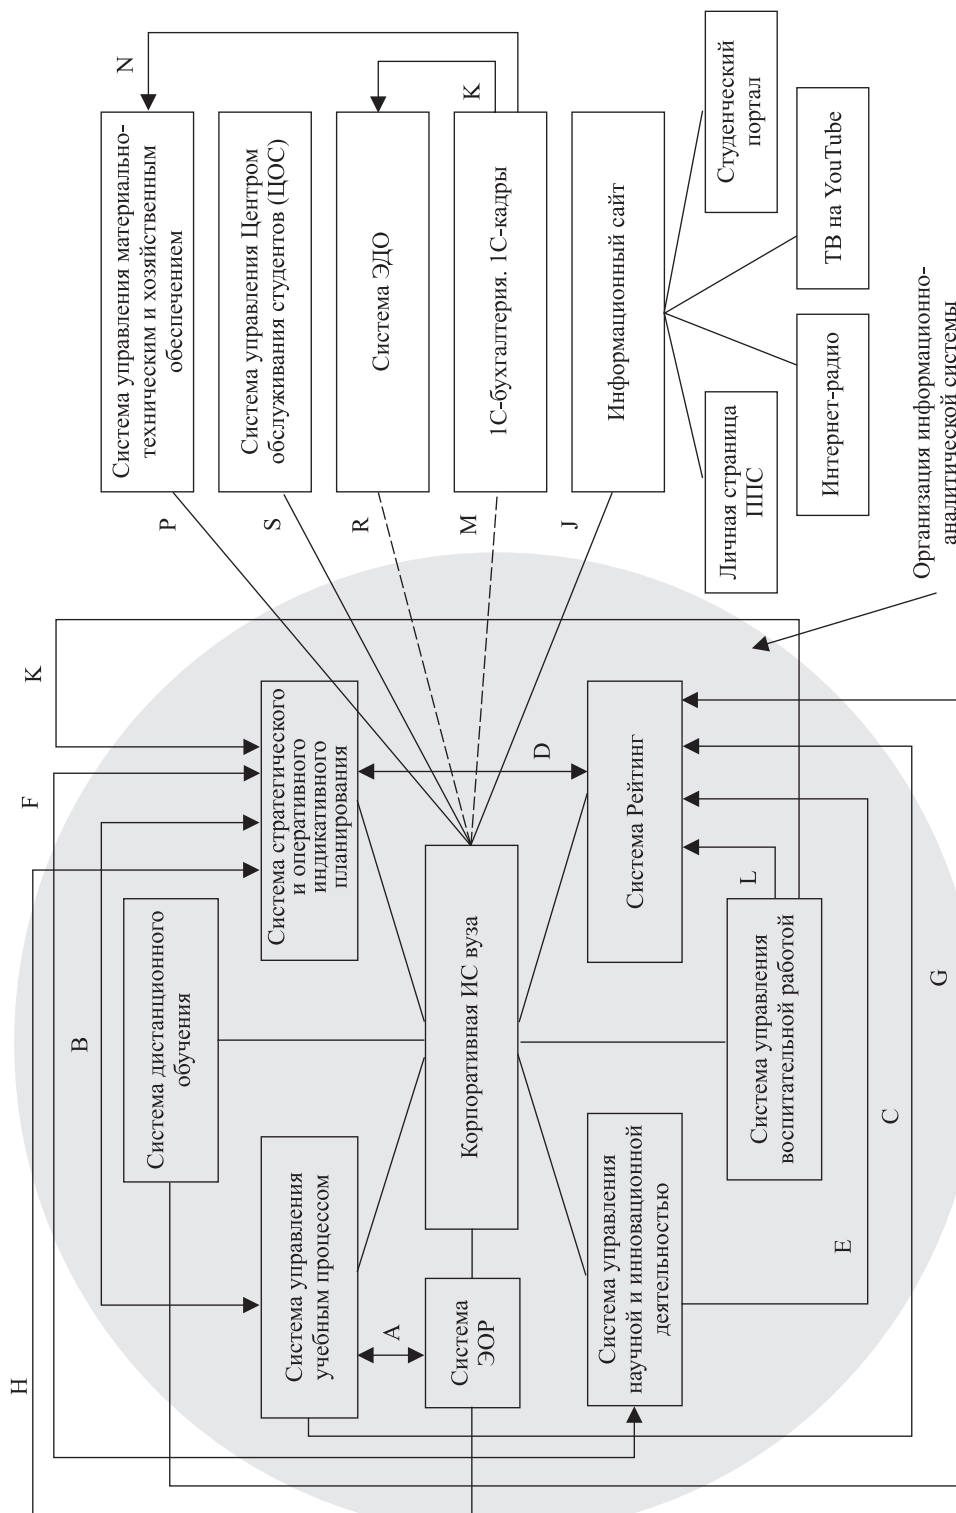 H
F
K
B
Система дистанционного
обучения
Система управления
учебным процессом
Система стратегического
и оперативного
индикативного
планирования
A
Система
ЭОР
Корпоративная ИС вуза
D
Система управления
научной и инновационной
деятельностью
Система Рейтинг
L
Система управления
воспитательной работой
E
C
G
Организация информационно-
аналитической системы
P
S
R
M
J
Система управления материально-
техническим и хозяйственным
обеспечением
Система управления Центром
обслуживания студентов (ЦОС)
Система ЭДО
1С-бухгалтерия. 1С-кадры
Информационный сайт
N
K
Личная страница
ППС
Студенческий
портал
Интернет-радио
ТВ на YouTube